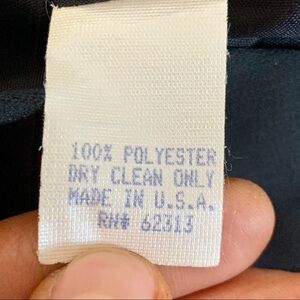 100% POLYESTER
DRY CLEAN ONLY
MADE IN U.S.A.
RN# 62313